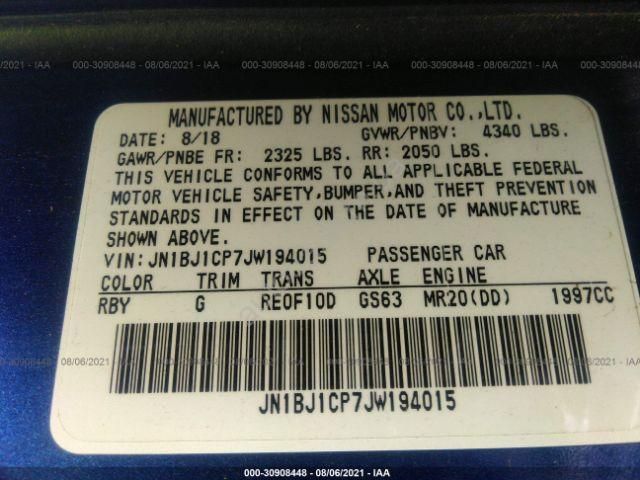 000-30908448 - 08/06/2021 - IAA
MANUFACTURED BY NISSAN MOTOR CO.,LTD.
DATE: 8/18 GVWR/PNBV: 4340 LBS.
GAWR/PNBE FR: 2325 LBS. RR: 2050 LBS.
THIS VEHICLE CONFORMS TO ALL APPLICABLE FEDERAL
MOTOR VEHICLE SAFETY,BUMPER,AND THEFT PREVENTION
STANDARDS IN EFFECT ON THE DATE OF MANUFACTURE
SHOWN ABOVE.
VIN: JN1BJ1CP7JW194015 PASSENGER CAR
COLOR TRIM TRANS AXLE ENGINE
RBY G RE0F10D GS63 MR20(DD) 1997CC
JN1BJ1CP7JW194015
000-30908448 - 08/06/2021 - IAA